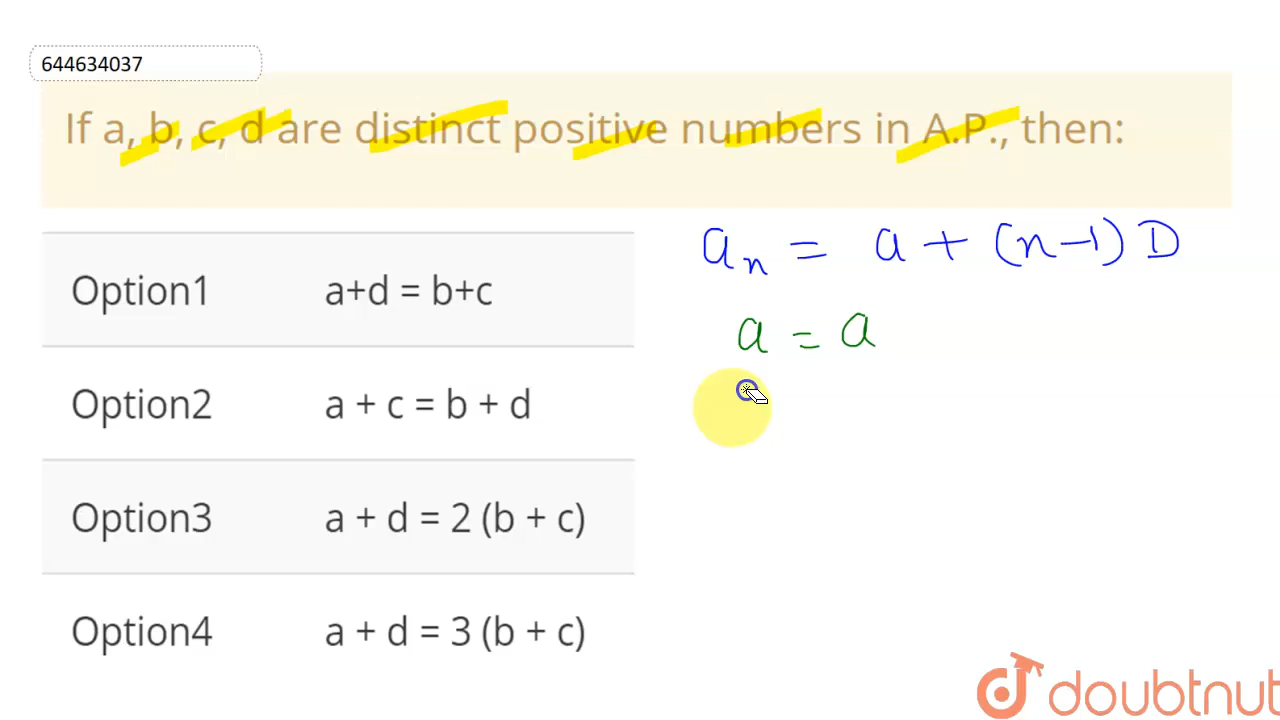 644634037
If a, b, c, d are distinct positive numbers in A.P., then:
Option1 a+d = b+c
Option2 a + c = b + d
Option3 a + d = 2 (b + c)
Option4 a + d = 3 (b + c)
aₙ = a + (n-1) D
a = a
doubtnut